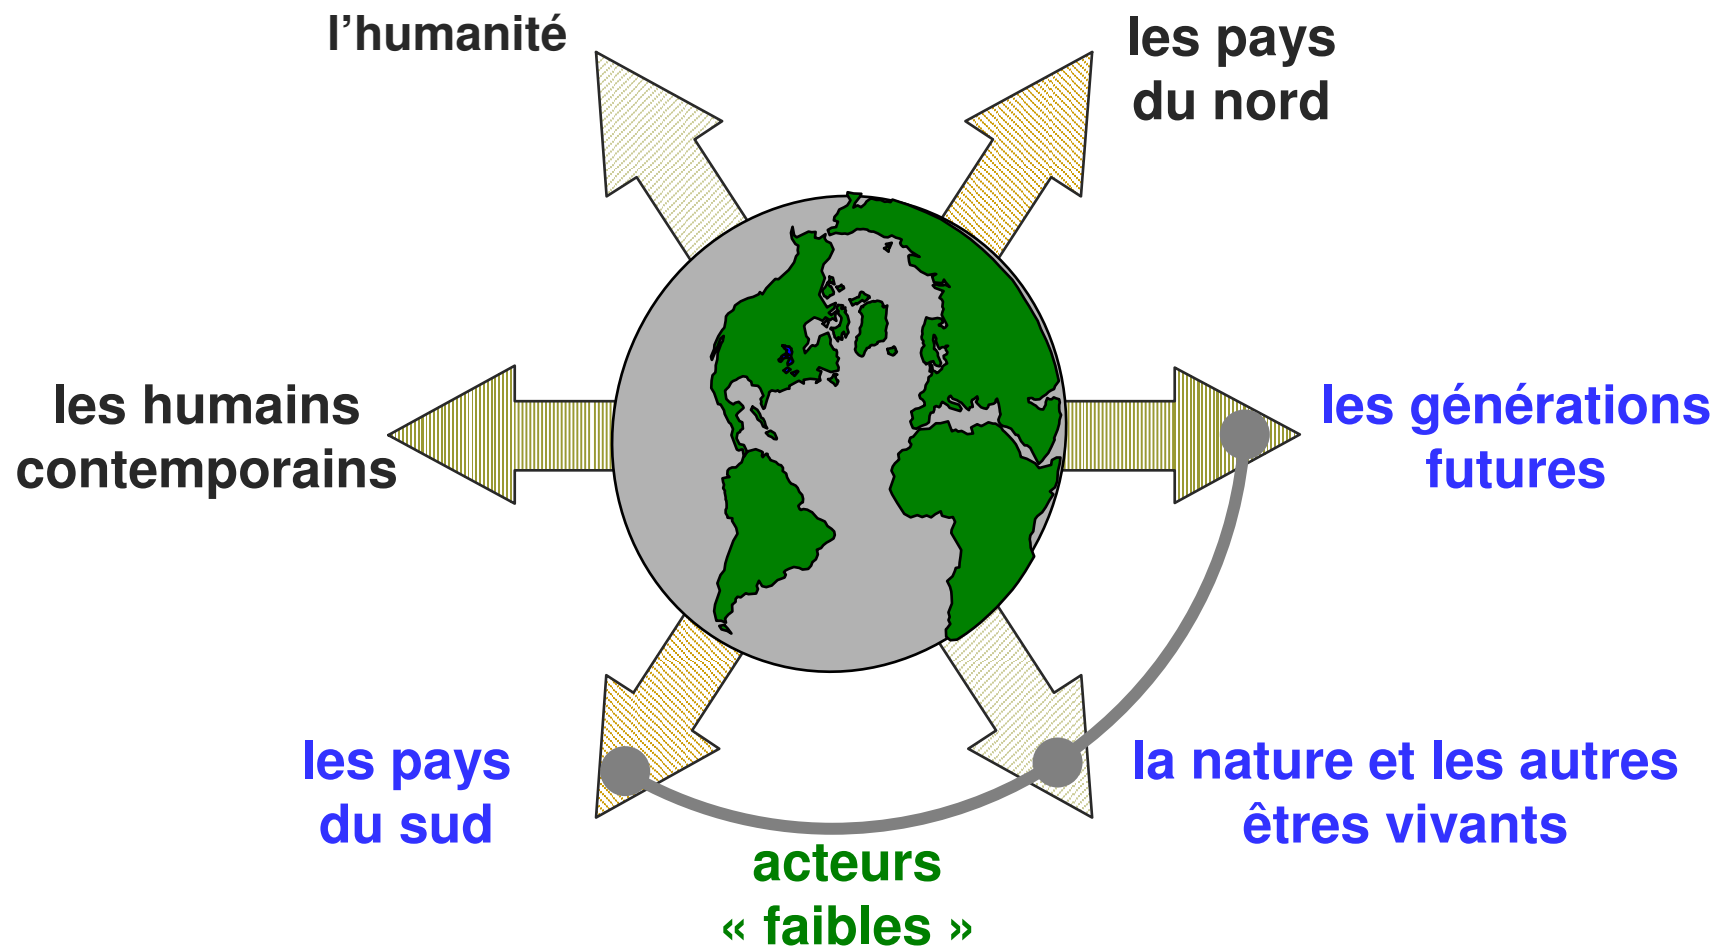 l’humanité
les pays
du nord
les humains
contemporains
les générations
futures
les pays
du sud
la nature et les autres
êtres vivants
acteurs
« faibles »